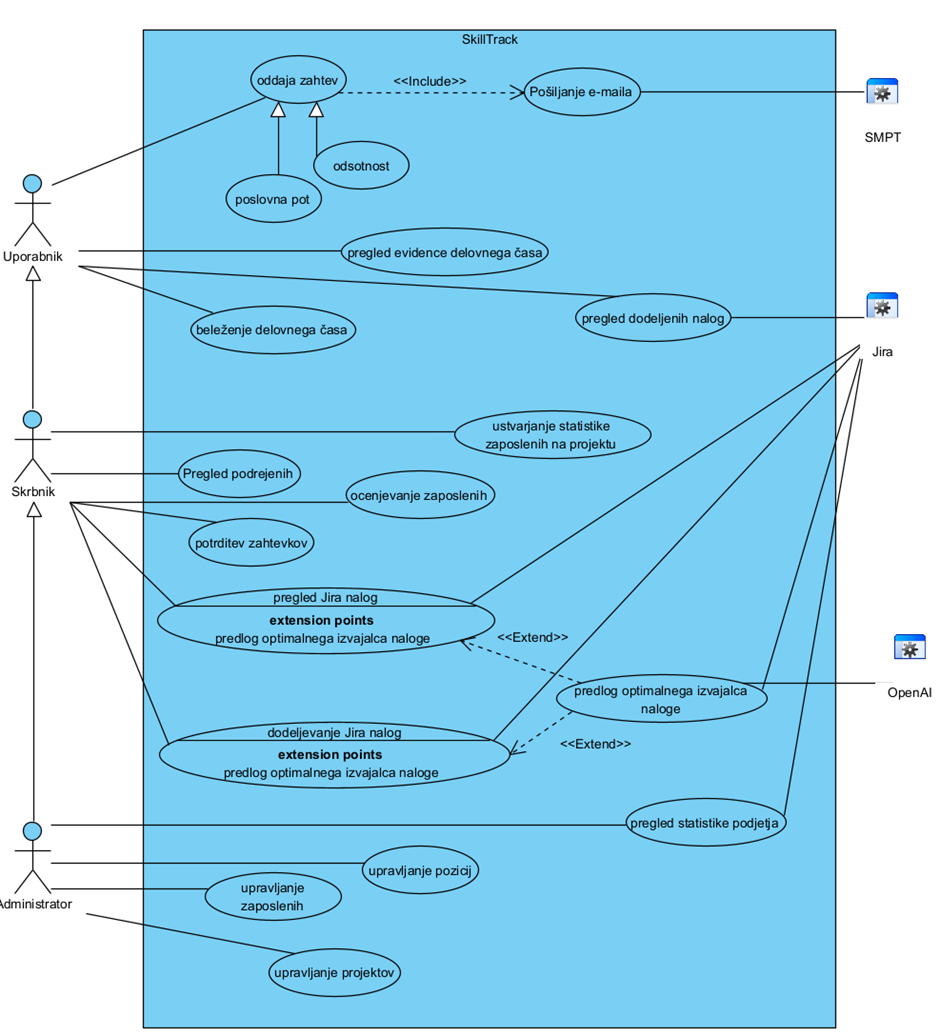 SkillTrack
oddaja zahtev
<<Include>>
Pošiljanje e-maila
SMPT
odsotnost
poslovna pot
Uporabnik
pregled evidence delovnega časa
pregled dodeljenih nalog
beleženje delovnega časa
Jira
ustvarjanje statistike
zaposlenih na projektu
Skrbnik
Pregled podrejenih
ocenjevanje zaposlenih
potrditev zahtevkov
pregled Jira nalog
extension points
predlog optimalnega izvajalca naloge
<<Extend>>
predlog optimalnega izvajalca
naloge
OpenAI
dodeljevanje Jira nalog
extension points
predlog optimalnega izvajalca naloge
<<Extend>>
pregled statistike podjetja
upravljanje pozicij
upravljanje
zaposlenih
Administrator
upravljanje projektov